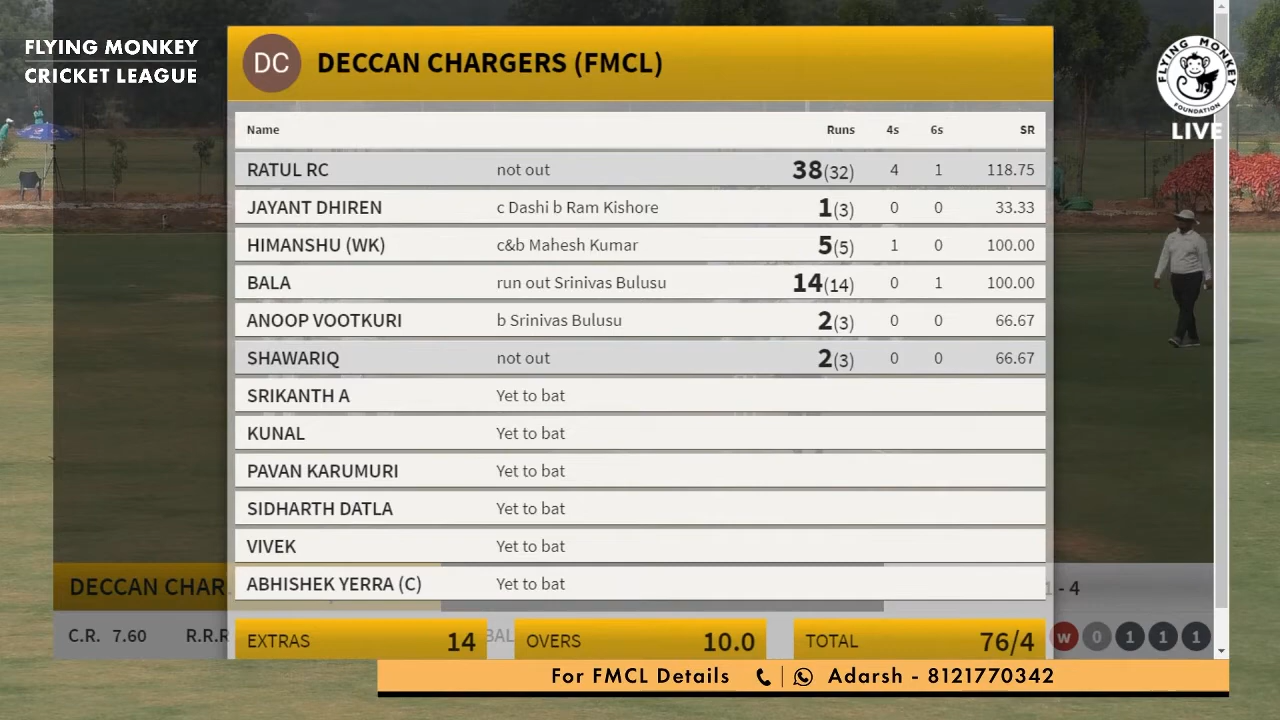 FLYING MONKEY
CRICKET LEAGUE
DC DECCAN CHARGERS (FMCL)
FLYING MONKEY
FOUNDATION
LIVE
Name Runs 4s 6s SR
RATUL RC not out 38(32) 4 1 118.75
JAYANT DHIREN c Dashi b Ram Kishore 1(3) 0 0 33.33
HIMANSHU (WK) c&b Mahesh Kumar 5(5) 1 0 100.00
BALA run out Srinivas Bulusu 14(14) 0 1 100.00
ANOOP VOOTKURI b Srinivas Bulusu 2(3) 0 0 66.67
SHAWARIQ not out 2(3) 0 0 66.67
SRIKANTH A Yet to bat
KUNAL Yet to bat
PAVAN KARUMURI Yet to bat
SIDHARTH DATLA Yet to bat
VIVEK Yet to bat
ABHISHEK YERRA (C) Yet to bat
DECCAN CHAR - 4
C.R. 7.60 R.R.R EXTRAS 14 BAL OVERS 10.0 TOTAL 76/4 W 0 1 1 1
For FMCL Details Adarsh - 8121770342